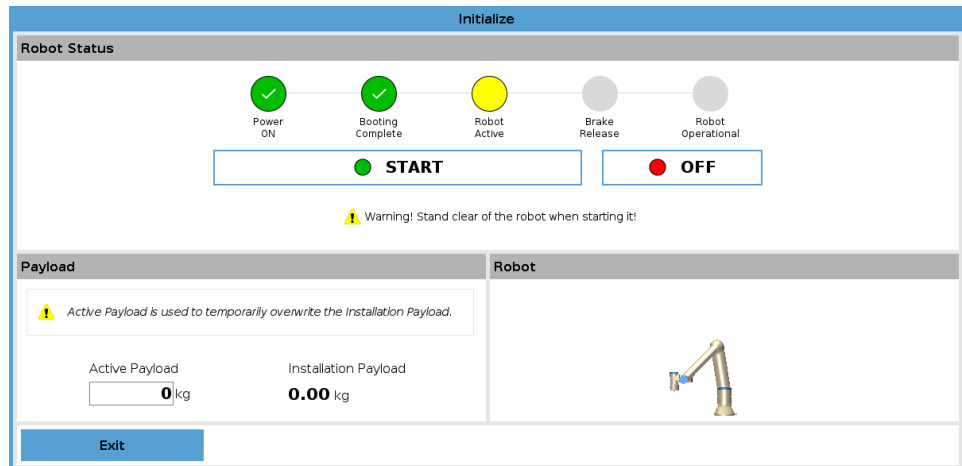 Initialize
Robot Status
Power
ON
Booting
Complete
Robot
Active
Brake
Release
Robot
Operational
START
OFF
Warning! Stand clear of the robot when starting it!
Payload
Robot
Active Payload is used to temporarily overwrite the Installation Payload.
Active Payload
Installation Payload
0 kg
0.00 kg
Exit